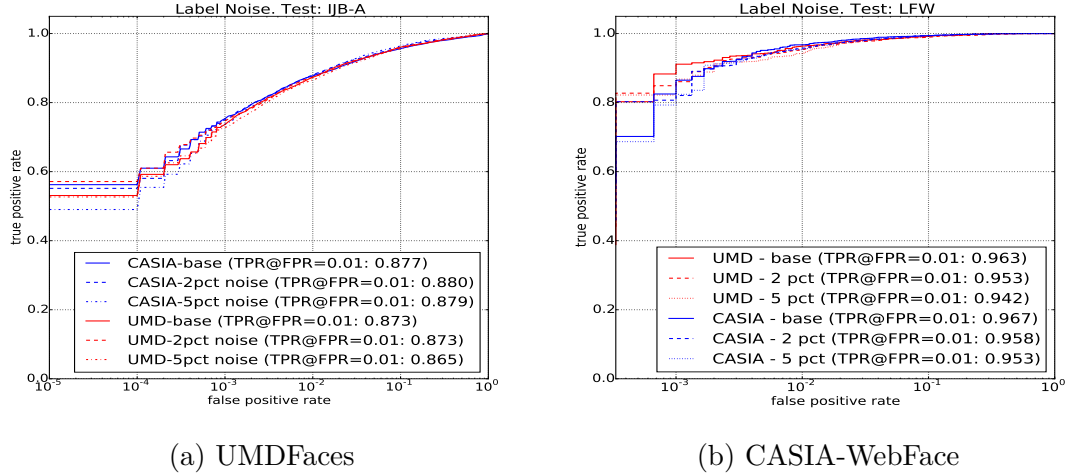 Label Noise. Test: IJB-A
1.0
0.8
0.6
0.4
0.2
0.0
true positive rate
CASIA-base (TPR@FPR=0.01: 0.877)
CASIA-2pct noise (TPR@FPR=0.01: 0.880)
CASIA-5pct noise (TPR@FPR=0.01: 0.879)
UMD-base (TPR@FPR=0.01: 0.873)
UMD-2pct noise (TPR@FPR=0.01: 0.873)
UMD-5pct noise (TPR@FPR=0.01: 0.865)
10⁻⁵ 10⁻⁴ 10⁻³ 10⁻² 10⁻¹ 10⁰
false positive rate
(a) UMDFaces
Label Noise. Test: LFW
1.0
0.8
0.6
0.4
0.2
0.0
true positive rate
UMD - base (TPR@FPR=0.01: 0.963)
UMD - 2 pct (TPR@FPR=0.01: 0.953)
UMD - 5 pct (TPR@FPR=0.01: 0.942)
CASIA - base (TPR@FPR=0.01: 0.967)
CASIA - 2 pct (TPR@FPR=0.01: 0.958)
CASIA - 5 pct (TPR@FPR=0.01: 0.953)
10⁻³ 10⁻² 10⁻¹ 10⁰
false positive rate
(b) CASIA-WebFace